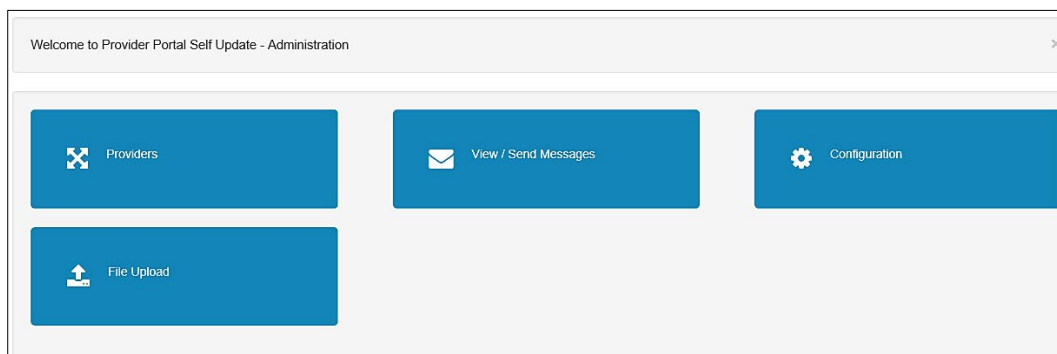 Welcome to Provider Portal Self Update - Administration
Providers
View / Send Messages
Configuration
File Upload